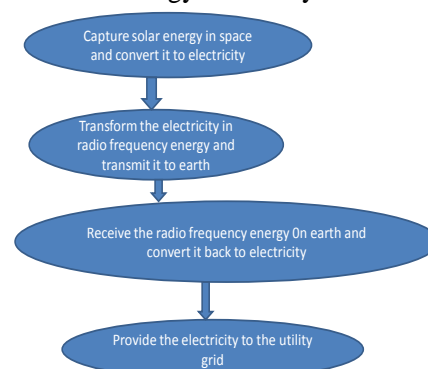 Capture solar energy in space
and convert it to electricity
Transform the electricity in
radio frequency energy and
transmit it to earth
Receive the radio frequency energy 0n earth and
convert it back to electricity
Provide the electricity to the utility
grid